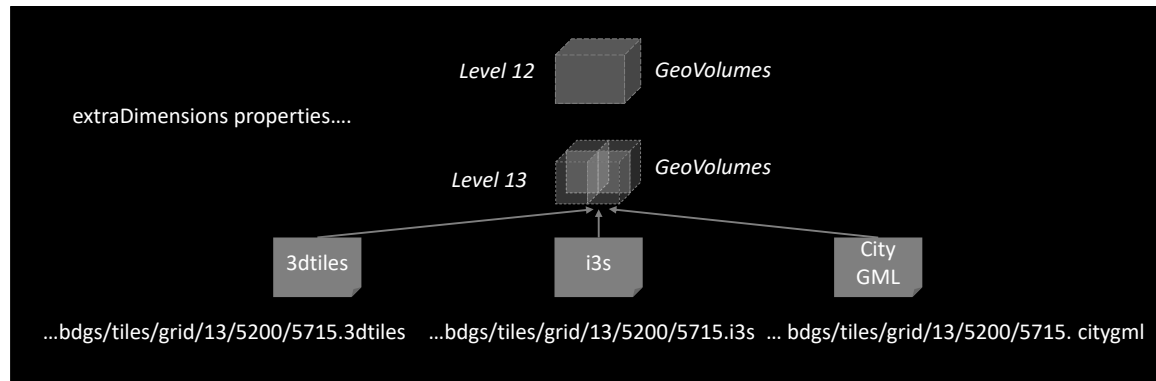 Level 12
GeoVolumes
extraDimensions properties....
Level 13
GeoVolumes
3dtiles
i3s
City
GML
...bdgs/tiles/grid/13/5200/5715.3dtiles
...bdgs/tiles/grid/13/5200/5715.i3s
... bdgs/tiles/grid/13/5200/5715. citygml